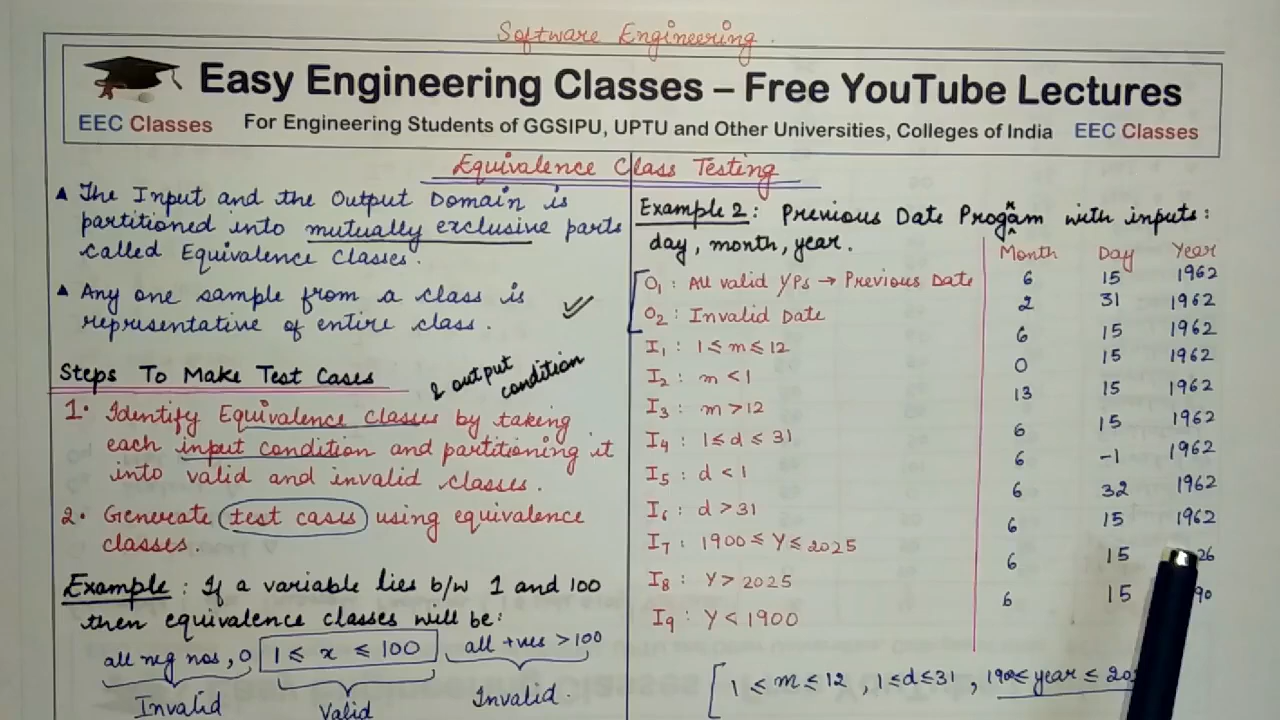 Software Engineering.
Easy Engineering Classes – Free YouTube Lectures
EEC Classes For Engineering Students of GGSIPU, UPTU and Other Universities, Colleges of India EEC Classes
Equivalence Class Testing
▲ The Input and the Output Domain is
partitioned into mutually exclusive parts
called Equivalence Classes.
▲ Any one sample from a class is
representative of entire class.
Steps To Make Test Cases
& output
condition
1. Identify Equivalence classes by taking
each input condition and partitioning it
into valid and invalid classes.
2. Generate test cases using equivalence
classes.
Example: If a variable lies b/w 1 and 100
then equivalence classes will be:
all neg nos, 0 1 ≤ x ≤ 100 all +ves > 100
Invalid Valid Invalid.
Example 2: Previous Date Progam with inputs:
day, month, year.
Month Day Year
O1: All valid I/Ps → Previous Date 6 15 1962
O2: Invalid Date 2 31 1962
I1: 1 ≤ m ≤ 12 6 15 1962
I2: m < 1 0 15 1962
I3: m > 12 13 15 1962
I4: 1 ≤ d ≤ 31 6 15 1962
I5: d < 1 6 -1 1962
I6: d > 31 6 32 1962
I7: 1900 ≤ Y ≤ 2025 6 15 1962
I8: Y > 2025 6 15 26
I9: Y < 1900 6 15 90
1 ≤ m ≤ 12, 1 ≤ d ≤ 31, 1900 ≤ year ≤ 20